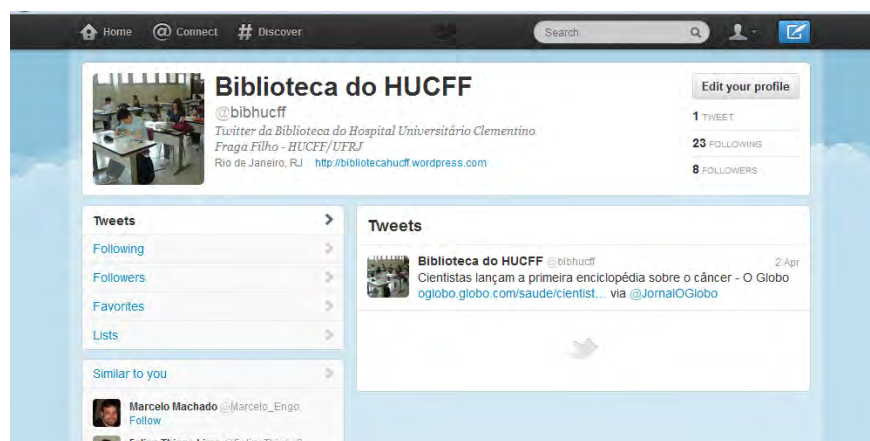 Home @ Connect # Discover
Search
Biblioteca do HUCFF
@bibhucff
Twitter da Biblioteca do Hospital Universitário Clementino
Fraga Filho - HUCFF/UFRJ
Rio de Janeiro, RJ http://bibliotecahucff.wordpress.com
Edit your profile
1 TWEET
23 FOLLOWING
8 FOLLOWERS
Tweets
Following
Followers
Favorites
Lists
Similar to you
Marcelo Machado @Marcelo_Engo
Follow
Tweets
Biblioteca do HUCFF @bibhucff 2 Apr
Cientistas lançam a primeira enciclopédia sobre o câncer - O Globo
oglobo.globo.com/saude/cientist... via @JornalOGlobo